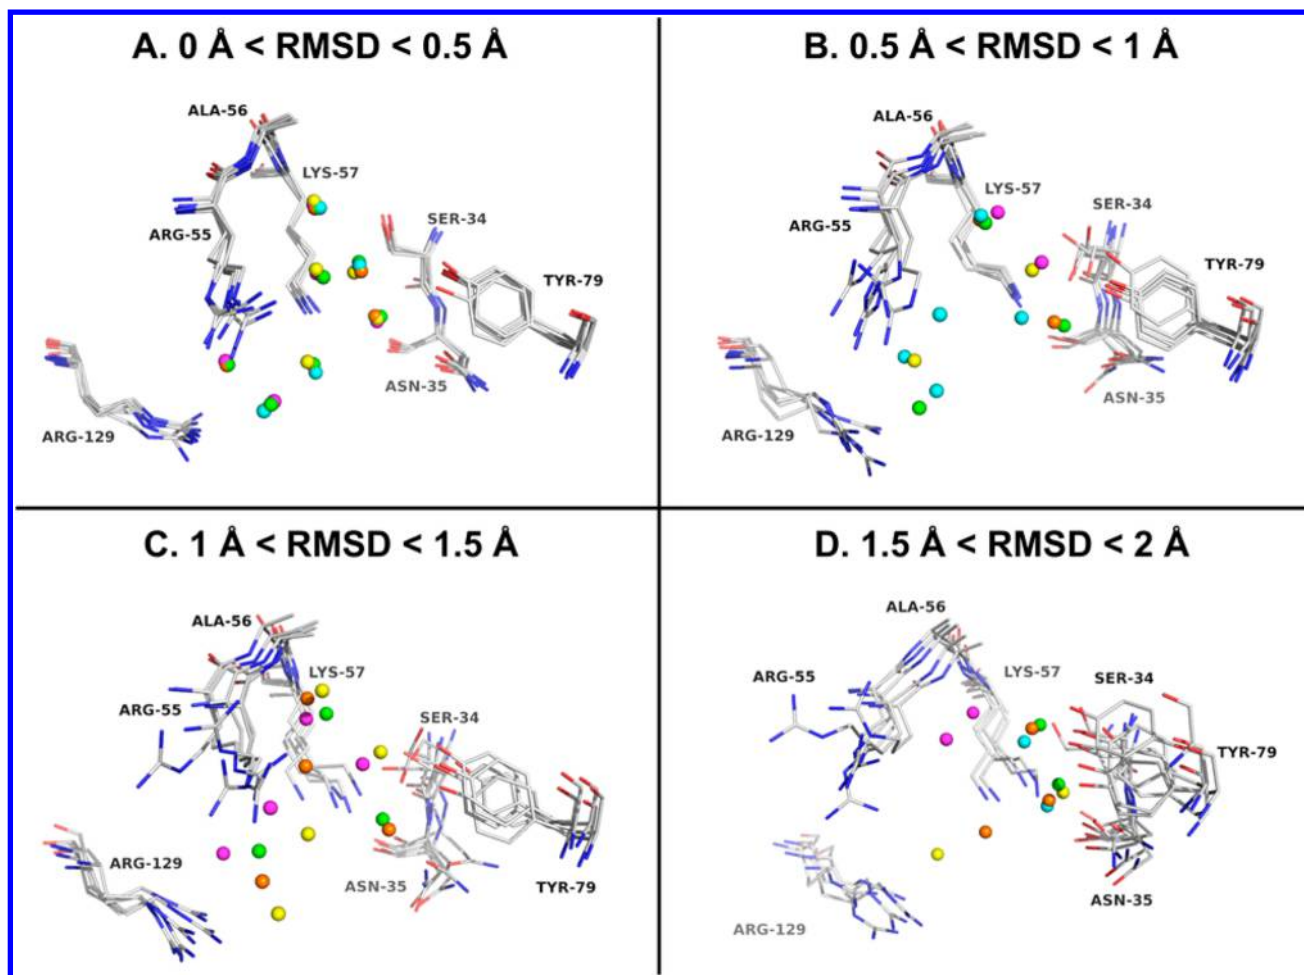 A. 0 Å < RMSD < 0.5 Å
ALA-56
LYS-57
SER-34
ARG-55
TYR-79
ASN-35
ARG-129
B. 0.5 Å < RMSD < 1 Å
ALA-56
LYS-57
SER-34
ARG-55
TYR-79
ASN-35
ARG-129
C. 1 Å < RMSD < 1.5 Å
ALA-56
LYS-57
ARG-55
SER-34
ARG-129
ASN-35
TYR-79
D. 1.5 Å < RMSD < 2 Å
ALA-56
LYS-57
ARG-55
SER-34
TYR-79
ASN-35
ARG-129